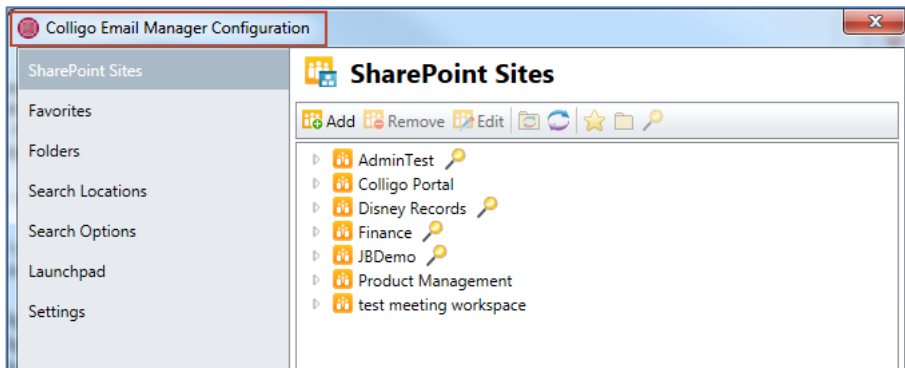 Colligo Email Manager Configuration
SharePoint Sites
Favorites
Folders
Search Locations
Search Options
Launchpad
Settings
SharePoint Sites
Add Remove Edit
AdminTest
Colligo Portal
Disney Records
Finance
JBDemo
Product Management
test meeting workspace